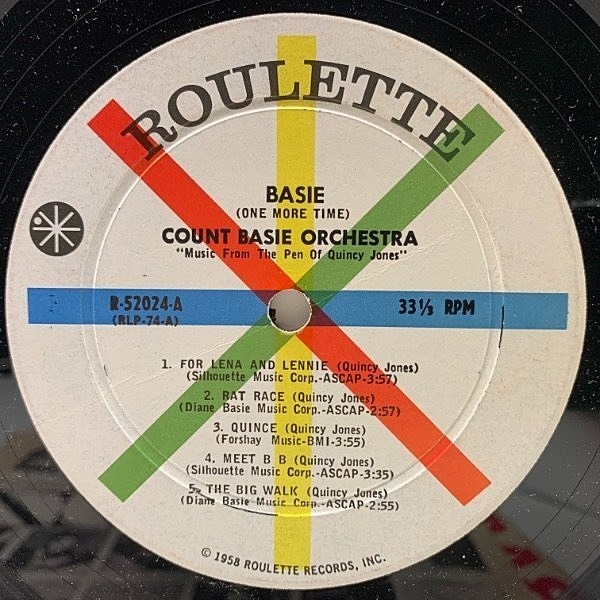 ROULETTE
BASIE
(ONE MORE TIME)
COUNT BASIE ORCHESTRA
"Music From The Pen Of Quincy Jones"
R-52024-A
(RLP-74-A)
33⅓ RPM
1. FOR LENA AND LENNIE (Quincy Jones)
(Silhouette Music Corp.-ASCAP-3:57)
2. RAT RACE (Quincy Jones)
(Diane Basie Music Corp.-ASCAP-2:57)
3. QUINCE (Quincy Jones)
(Forshay Music-BMI-3:55)
4. MEET B B (Quincy Jones)
(Silhouette Music Corp.-ASCAP-3:35)
5. THE BIG WALK (Quincy Jones)
(Diane Basie Music Corp.-ASCAP-2:55)
© 1958 ROULETTE RECORDS, INC.